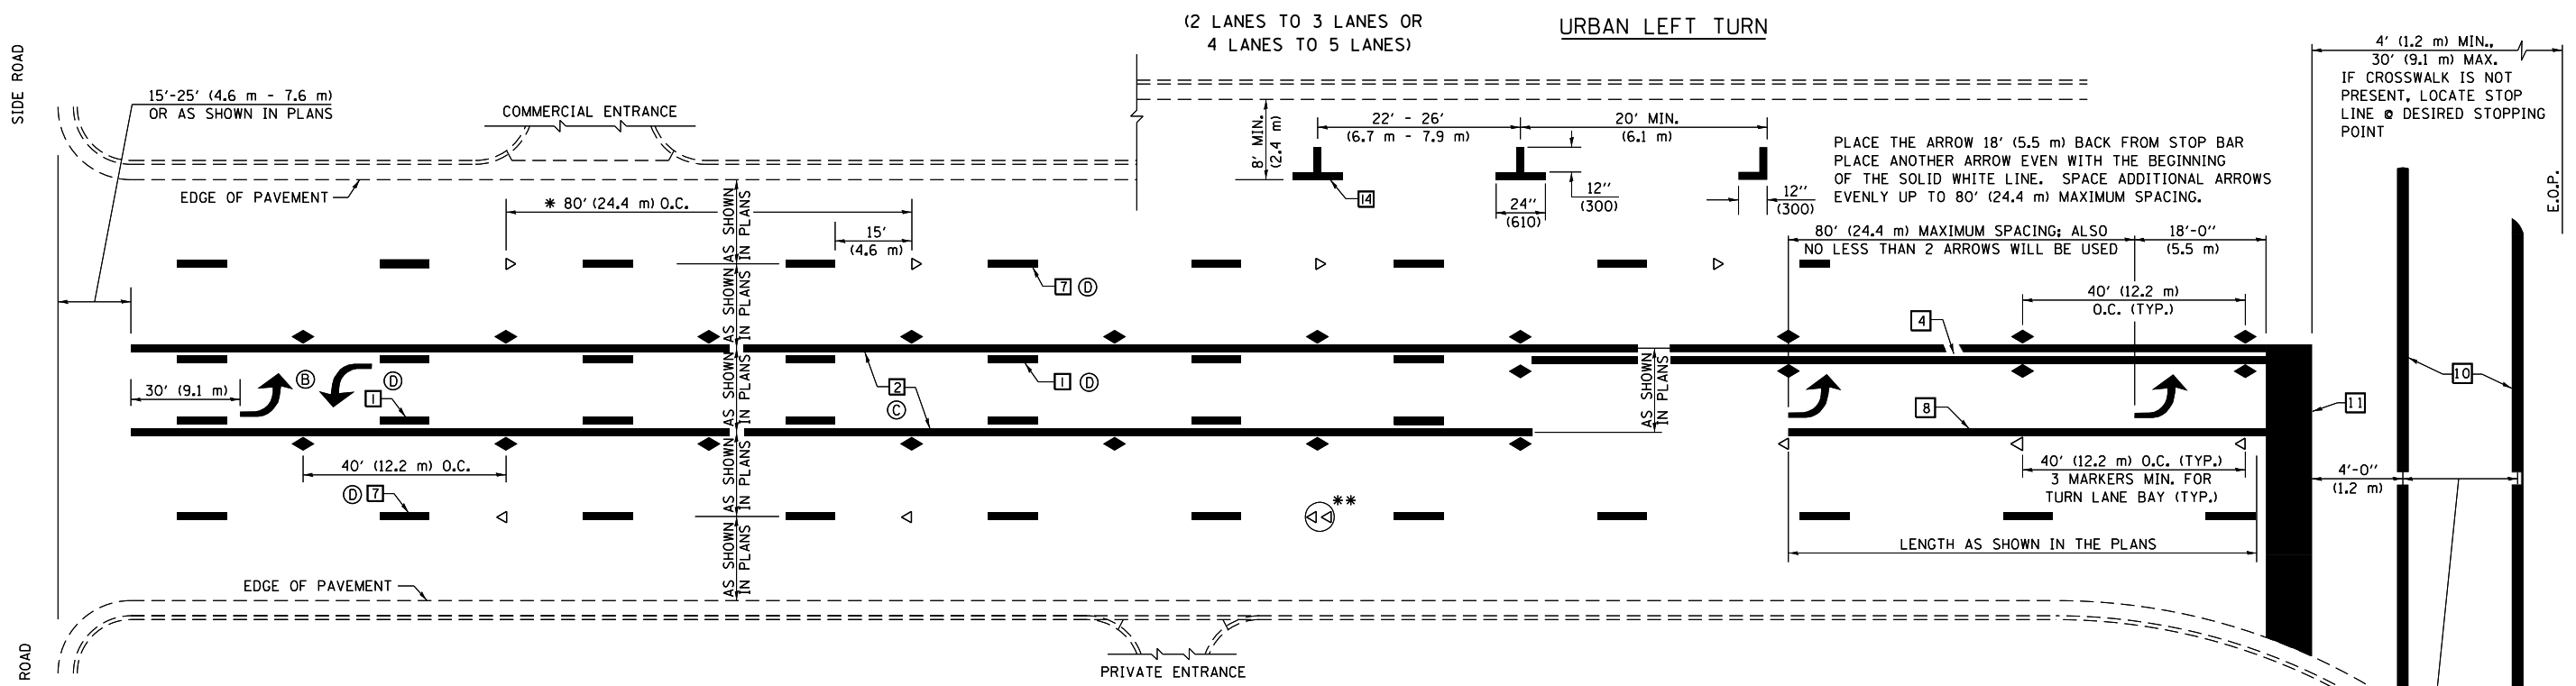 (2 LANES TO 3 LANES OR
4 LANES TO 5 LANES)
URBAN LEFT TURN
SIDE ROAD
15'-25' (4.6 m - 7.6 m)
OR AS SHOWN IN PLANS
COMMERCIAL ENTRANCE
EDGE OF PAVEMENT
8' MIN.
(2.4 m)
22' - 26'
(6.7 m - 7.9 m)
20' MIN.
(6.1 m)
14
24"
(610)
12"
(300)
12"
(300)
PLACE THE ARROW 18' (5.5 m) BACK FROM STOP BAR
PLACE ANOTHER ARROW EVEN WITH THE BEGINNING
OF THE SOLID WHITE LINE. SPACE ADDITIONAL ARROWS
EVENLY UP TO 80' (24.4 m) MAXIMUM SPACING.
4' (1.2 m) MIN.,
30' (9.1 m) MAX.
IF CROSSWALK IS NOT
PRESENT, LOCATE STOP
LINE @ DESIRED STOPPING
POINT
E.O.P.
* 80' (24.4 m) O.C.
15'
(4.6 m)
AS SHOWN
IN PLANS
AS SHOWN
IN PLANS
AS SHOWN
IN PLANS
AS SHOWN
IN PLANS
AS SHOWN
IN PLANS
7 D
80' (24.4 m) MAXIMUM SPACING; ALSO
NO LESS THAN 2 ARROWS WILL BE USED
18'-0"
(5.5 m)
40' (12.2 m)
O.C. (TYP.)
4
30' (9.1 m)
B
D
1
2
C
1 D
AS SHOWN
IN PLANS
8
11
10
40' (12.2 m) O.C.
D 7
**
40' (12.2 m) O.C. (TYP.)
3 MARKERS MIN. FOR
TURN LANE BAY (TYP.)
4'-0"
(1.2 m)
LENGTH AS SHOWN IN THE PLANS
EDGE OF PAVEMENT
PRIVATE ENTRANCE
ROAD